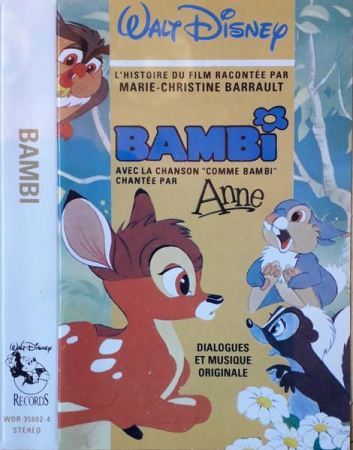 WALT DISNEY
L'HISTOIRE DU FILM RACONTÉE PAR
MARIE-CHRISTINE BARRAULT
BAMBI
AVEC LA CHANSON "COMME BAMBI"
CHANTÉE PAR
Anne
DIALOGUES
ET MUSIQUE
ORIGINALE
BAMBI
WALT DISNEY
RECORDS
WDR 35002-4
STEREO